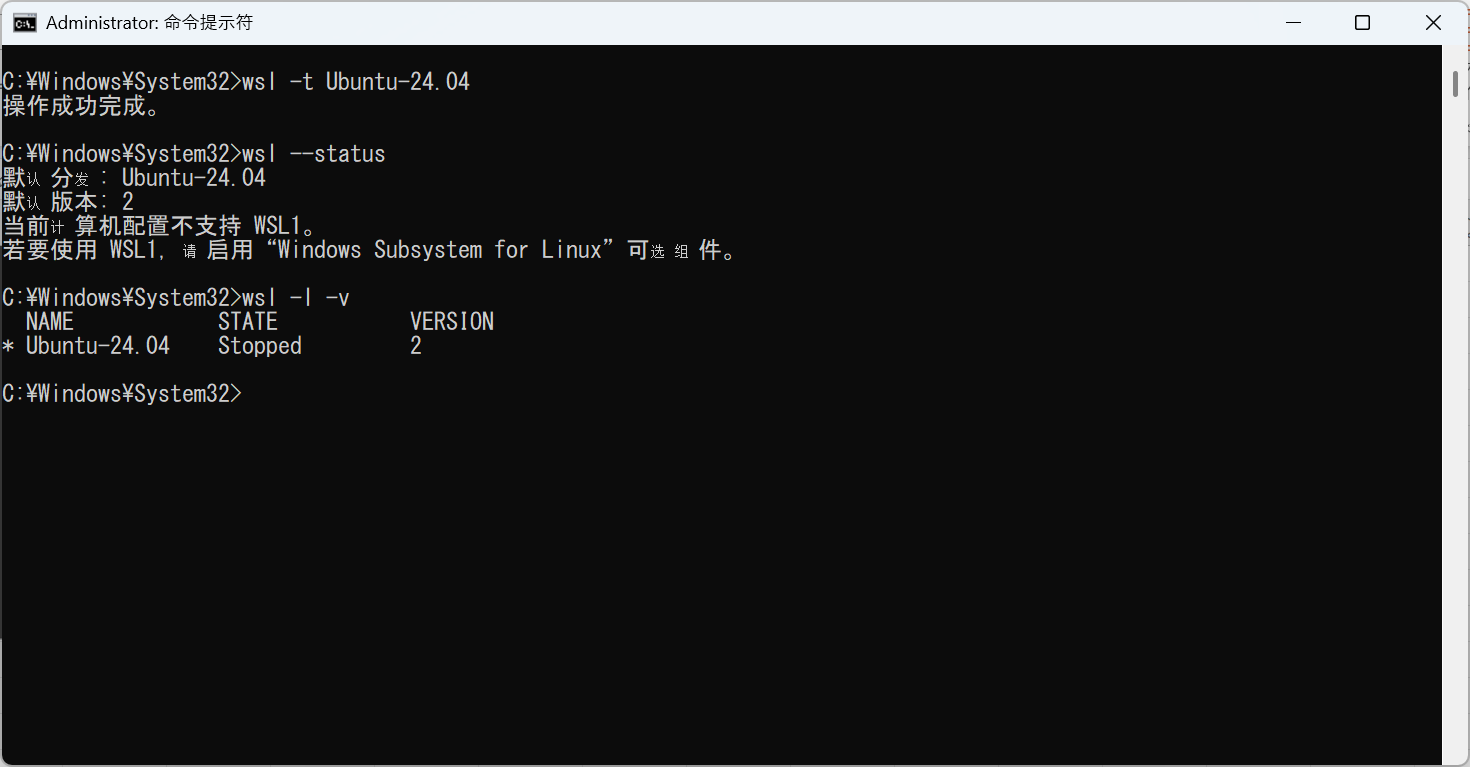 Administrator: 命令提示符
C:¥Windows¥System32>wsl -t Ubuntu-24.04
操作成功完成。
C:¥Windows¥System32>wsl --status
默认分发: Ubuntu-24.04
默认版本: 2
当前计算机配置不支持 WSL1。
若要使用 WSL1, 请启用“Windows Subsystem for Linux”可选组件。
C:¥Windows¥System32>wsl -l -v
NAME STATE VERSION
* Ubuntu-24.04 Stopped 2
C:¥Windows¥System32>